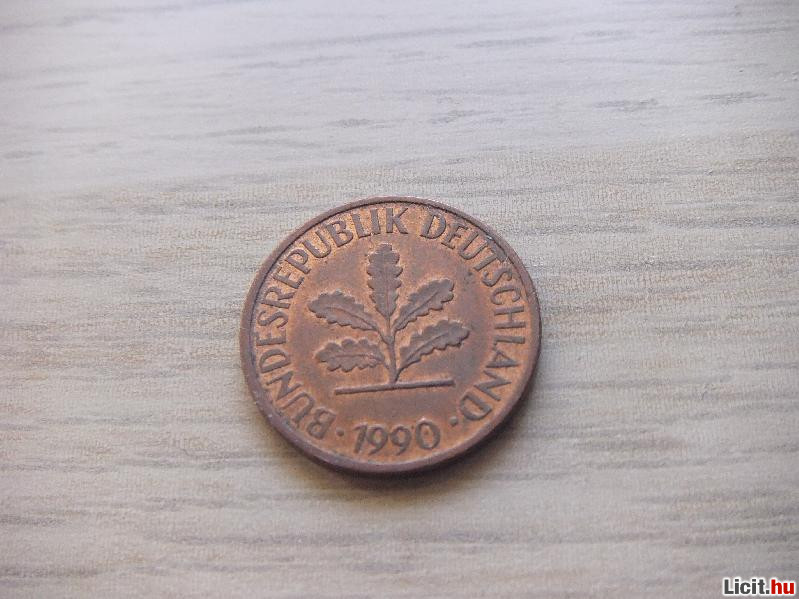 BUNDESREPUBLIK DEUTSCHLAND
· 1990 ·
Licit.hu